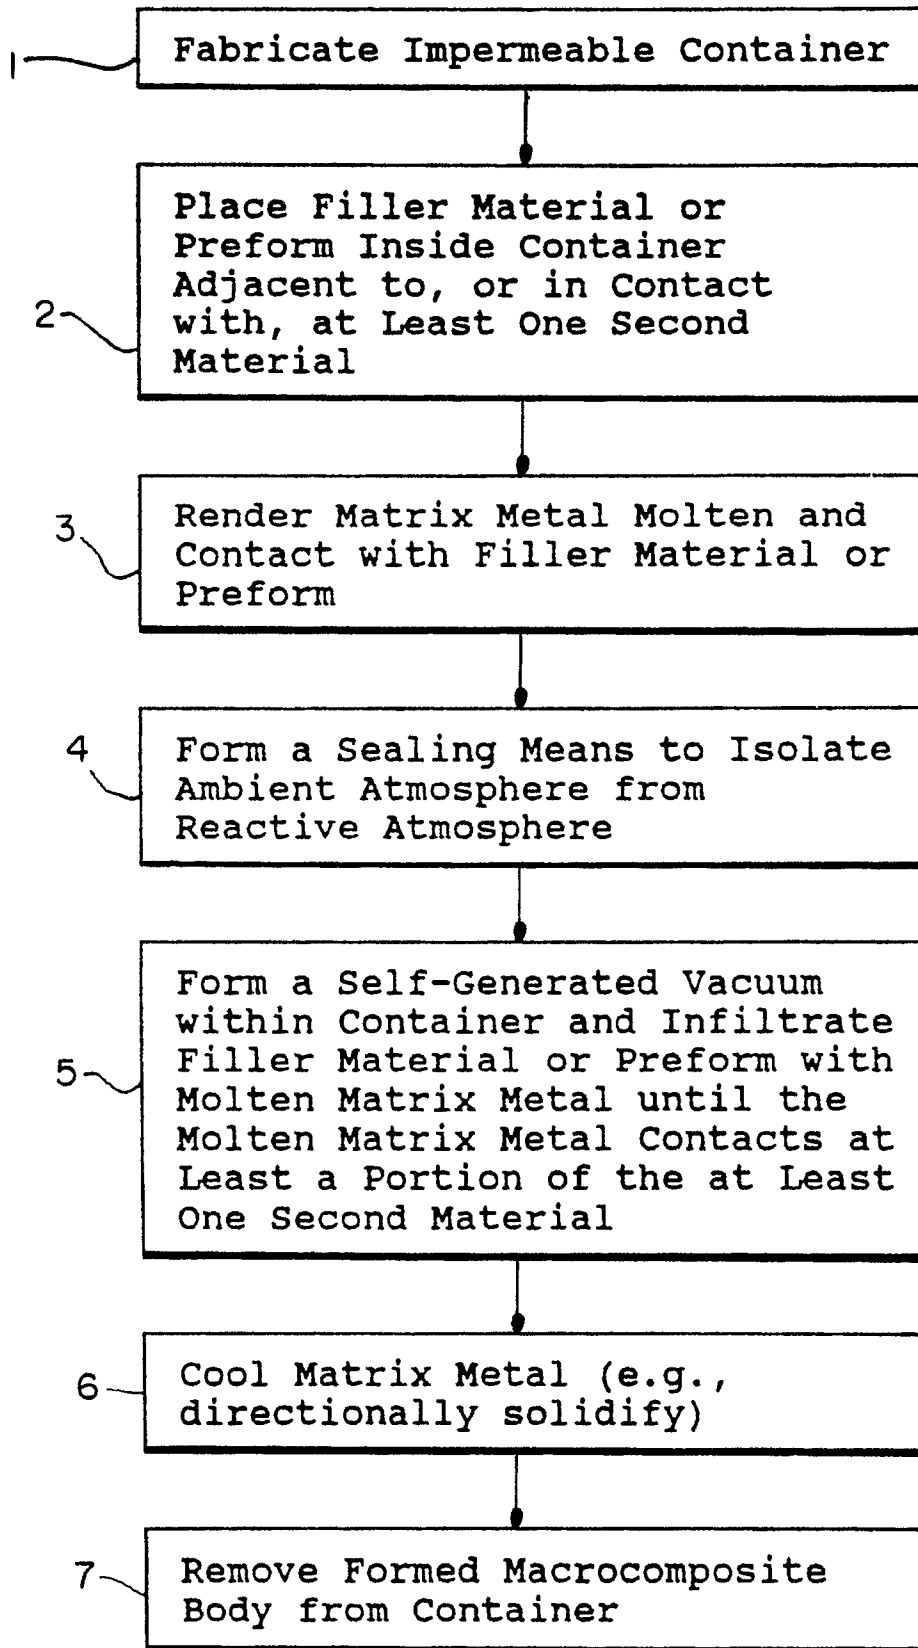 1
Fabricate Impermeable Container
2
Place Filler Material or
Preform Inside Container
Adjacent to, or in Contact
with, at Least One Second
Material
3
Render Matrix Metal Molten and
Contact with Filler Material or
Preform
4
Form a Sealing Means to Isolate
Ambient Atmosphere from
Reactive Atmosphere
5
Form a Self-Generated Vacuum
within Container and Infiltrate
Filler Material or Preform with
Molten Matrix Metal until the
Molten Matrix Metal Contacts at
Least a Portion of the at Least
One Second Material
6
Cool Matrix Metal (e.g.,
directionally solidify)
7
Remove Formed Macrocomposite
Body from Container